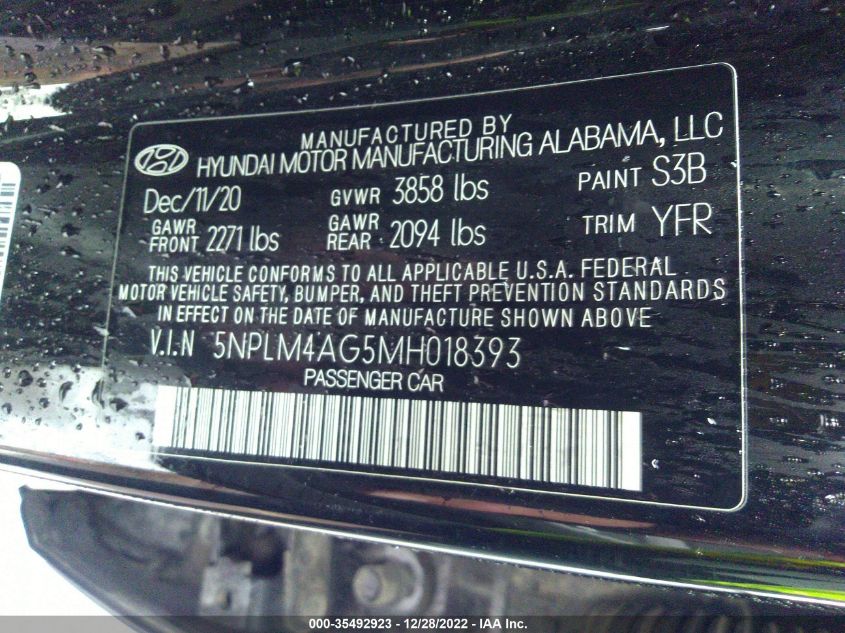 MANUFACTURED BY
HYUNDAI MOTOR MANUFACTURING ALABAMA, LLC
Dec/11/20 GVWR 3858 lbs PAINT S3B
GAWR FRONT 2271 lbs GAWR REAR 2094 lbs TRIM YFR
THIS VEHICLE CONFORMS TO ALL APPLICABLE U.S.A. FEDERAL
MOTOR VEHICLE SAFETY, BUMPER, AND THEFT PREVENTION STANDARDS
IN EFFECT ON THE DATE OF MANUFACTURE SHOWN ABOVE
V.I.N 5NPLM4AG5MH018393
PASSENGER CAR
000-35492923 - 12/28/2022 - IAA Inc.